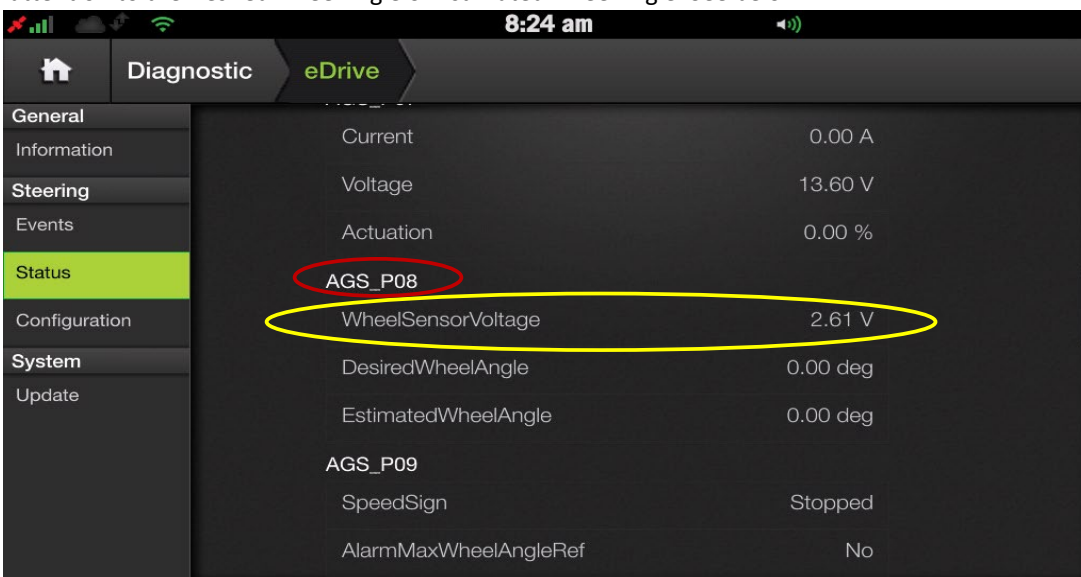 8:24 am
Diagnostic eDrive
General
Information
Steering
Events
Status
Configuration
System
Update
Current 0.00 A
Voltage 13.60 V
Actuation 0.00 %
AGS_P08
WheelSensorVoltage 2.61 V
DesiredWheelAngle 0.00 deg
EstimatedWheelAngle 0.00 deg
AGS_P09
SpeedSign Stopped
AlarmMaxWheelAngleRef No